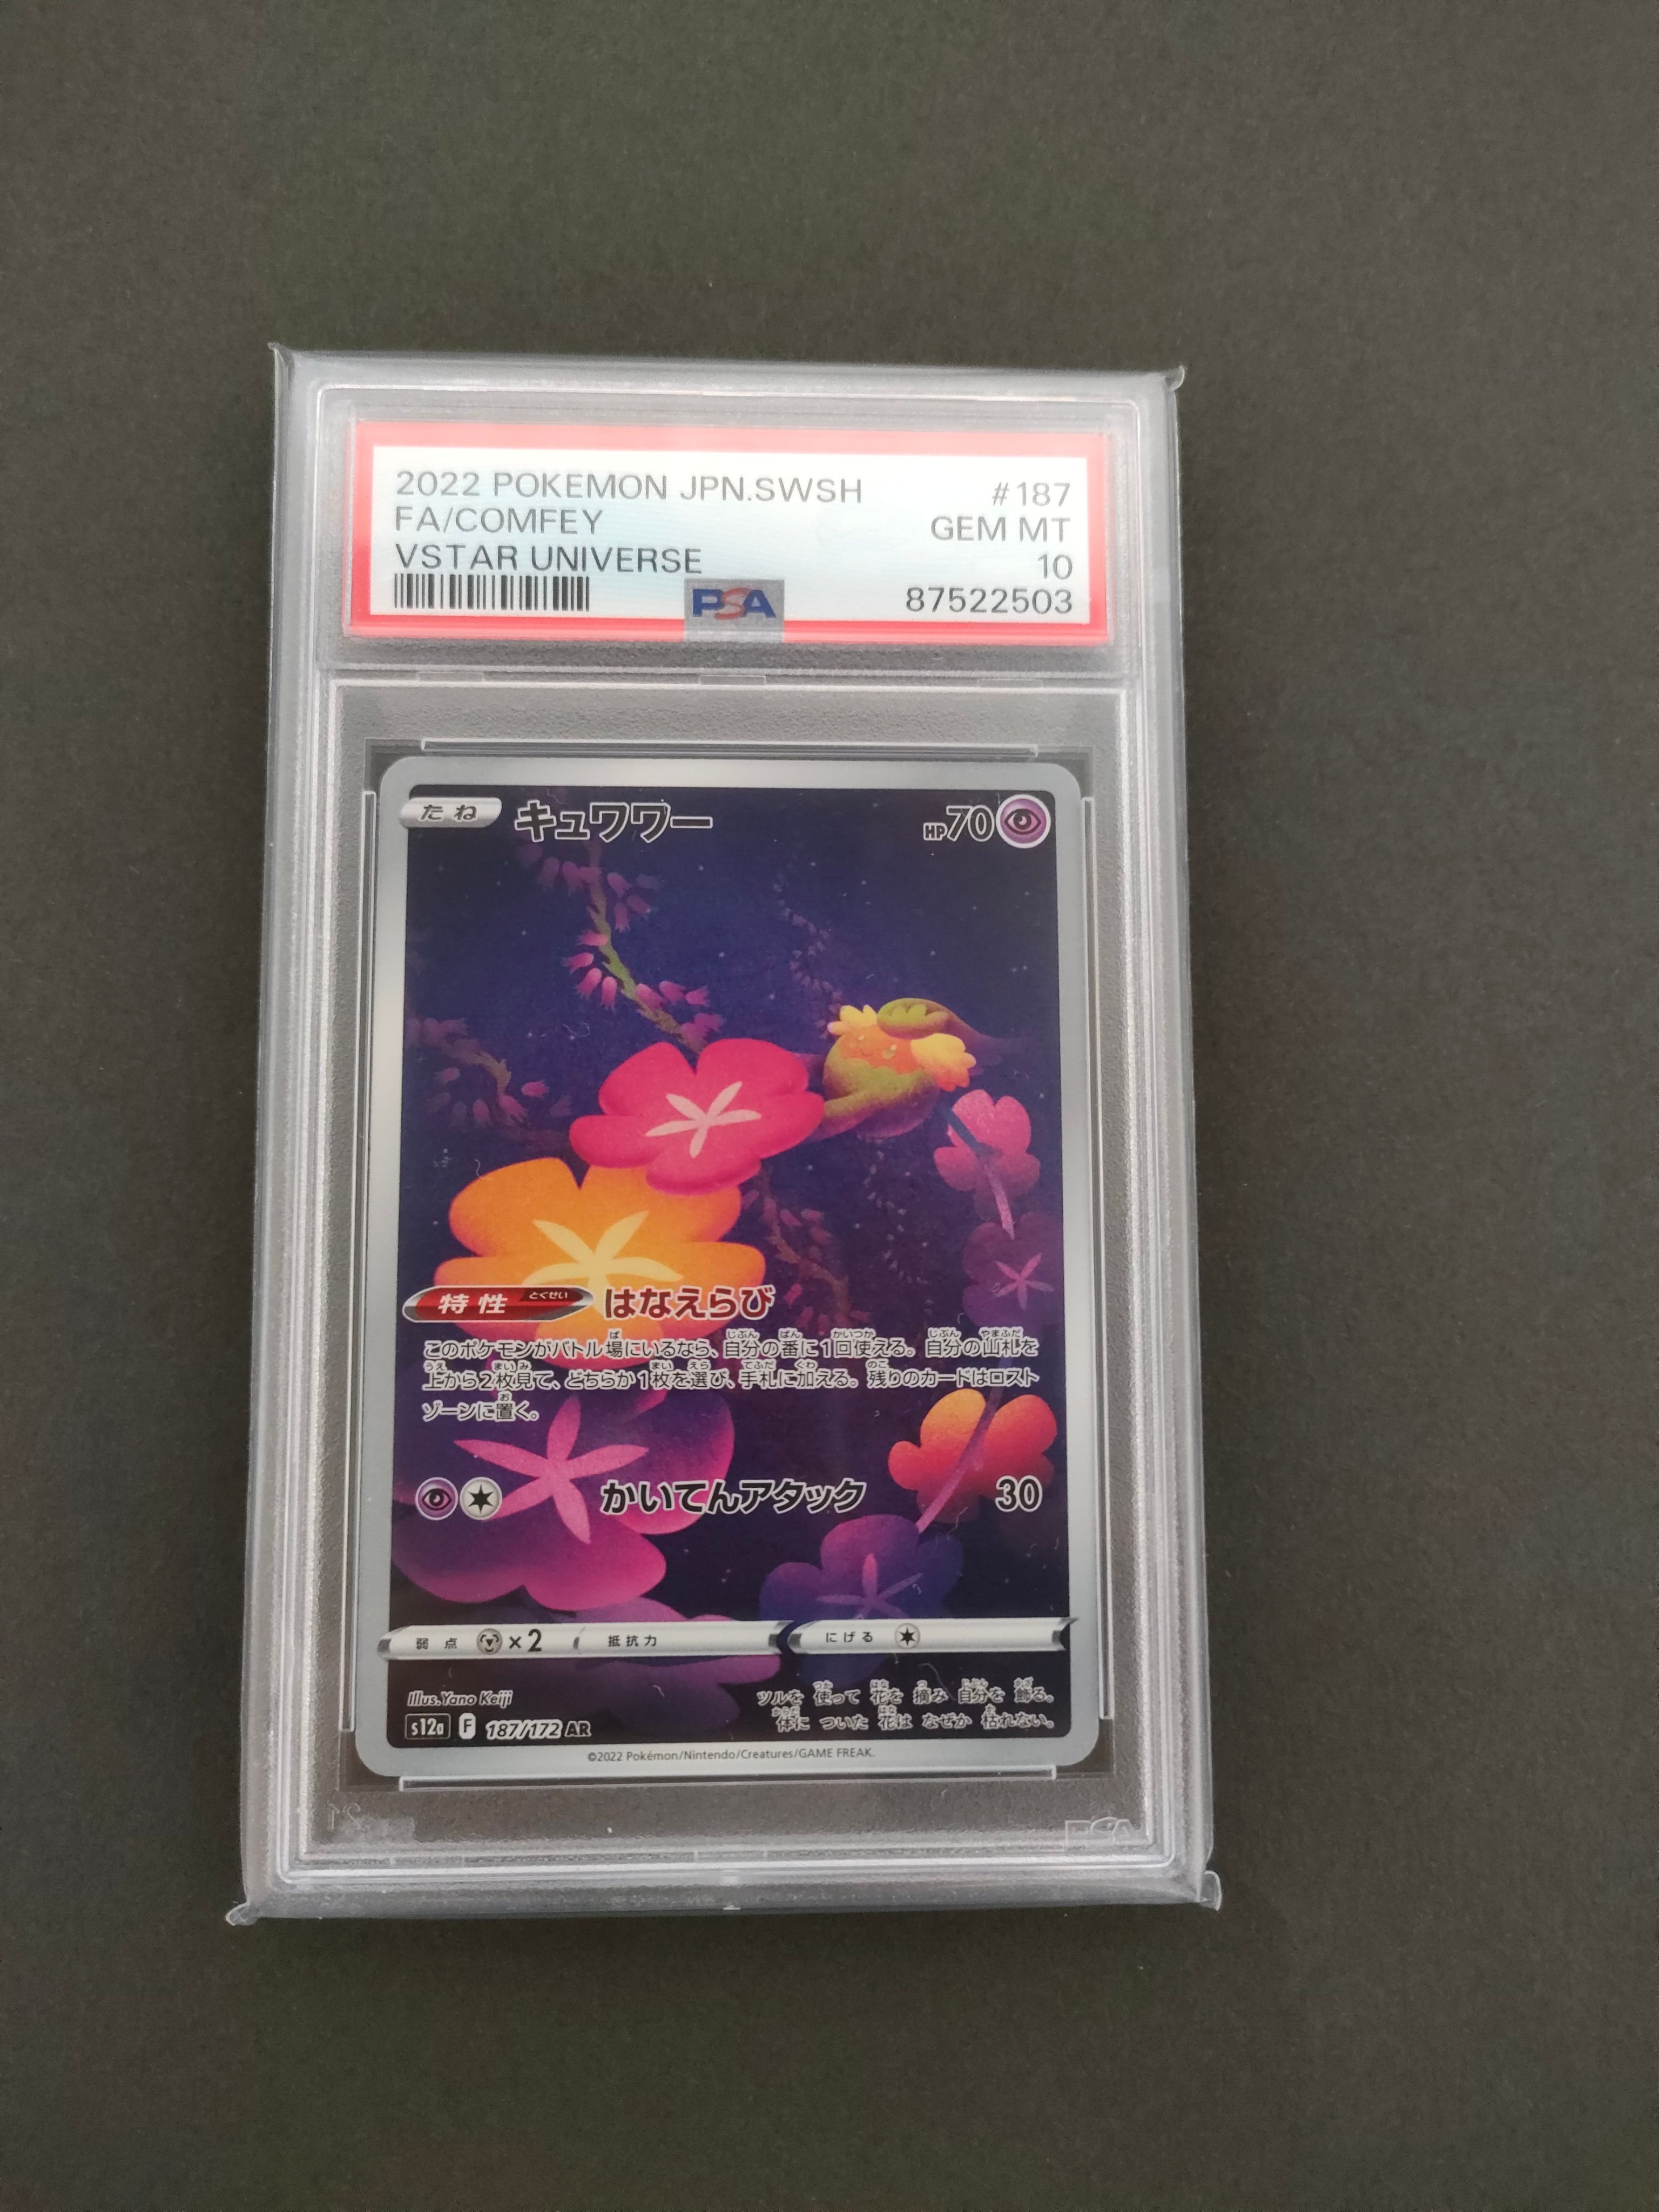 2022 POKEMON JPN.SWSH #187
FA/COMFEY GEM MT
VSTAR UNIVERSE 10
PSA 87522503
たね キュワワー HP70
特性 とくせい はなえらび
このポケモンがバトル場にいるなら、自分の番に1回使える。自分の山札を
上から2枚見て、どちらか1枚を選び、手札に加える。残りのカードはロスト
ゾーンに置く。
かいてんアタック 30
弱点 ×2 抵抗力 にげる
Illus.Yano Keiji
ツルを 使って 花を 摘み 自分を 飾る。
体に ついた 花は なぜか 枯れない。
s12a F 187/172 AR
©2022 Pokémon/Nintendo/Creatures/GAME FREAK.
PSA